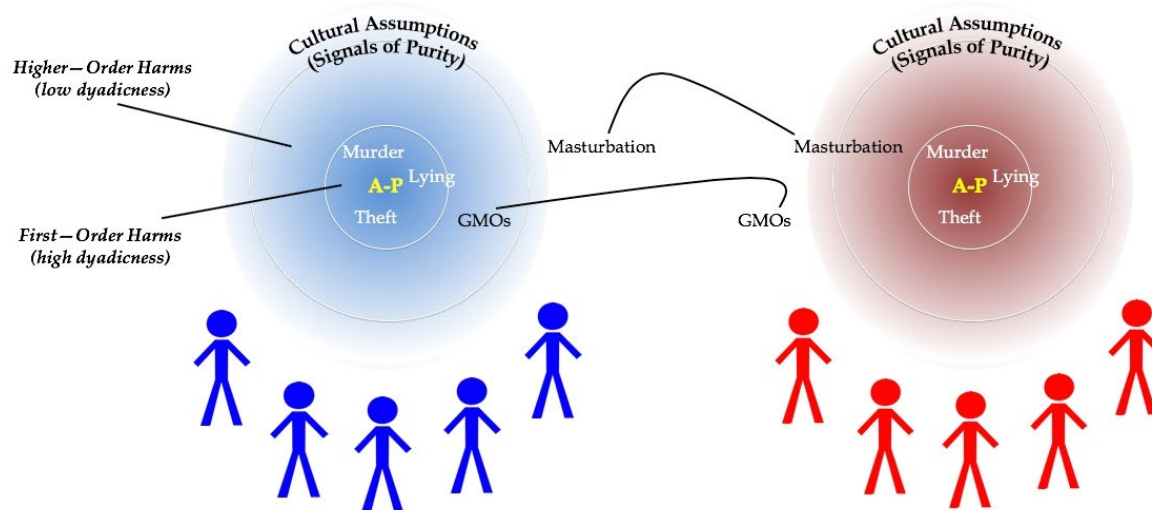 Cultural Assumptions
(Signals of Purity)
Higher—Order Harms
(low dyadicness)
Murder
A-P
Lying
Theft
First—Order Harms
(high dyadicness)
Masturbation
GMOs
Cultural Assumptions
(Signals of Purity)
Masturbation
GMOs
Murder
A-P
Lying
Theft